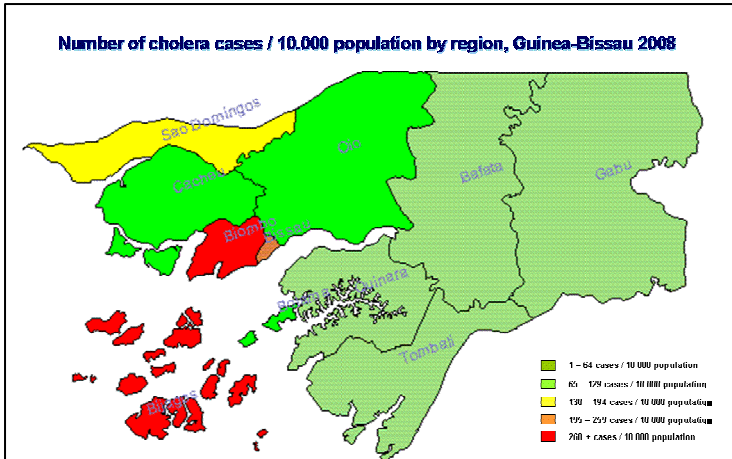 Number of cholera cases / 10.000 population by region, Guinea-Bissau 2008
Sao Domingos
Oio
Cacheu
Bafata
Gabu
Biombo
Bissau
Quinara
Tombali
Bijagos
1 – 64 cases / 10 000 population
65 129 cases / 10 000 population
130 194 cases / 10 000 population
195 – 259 cases / 10 000 population
260 + cases / 10 000 population